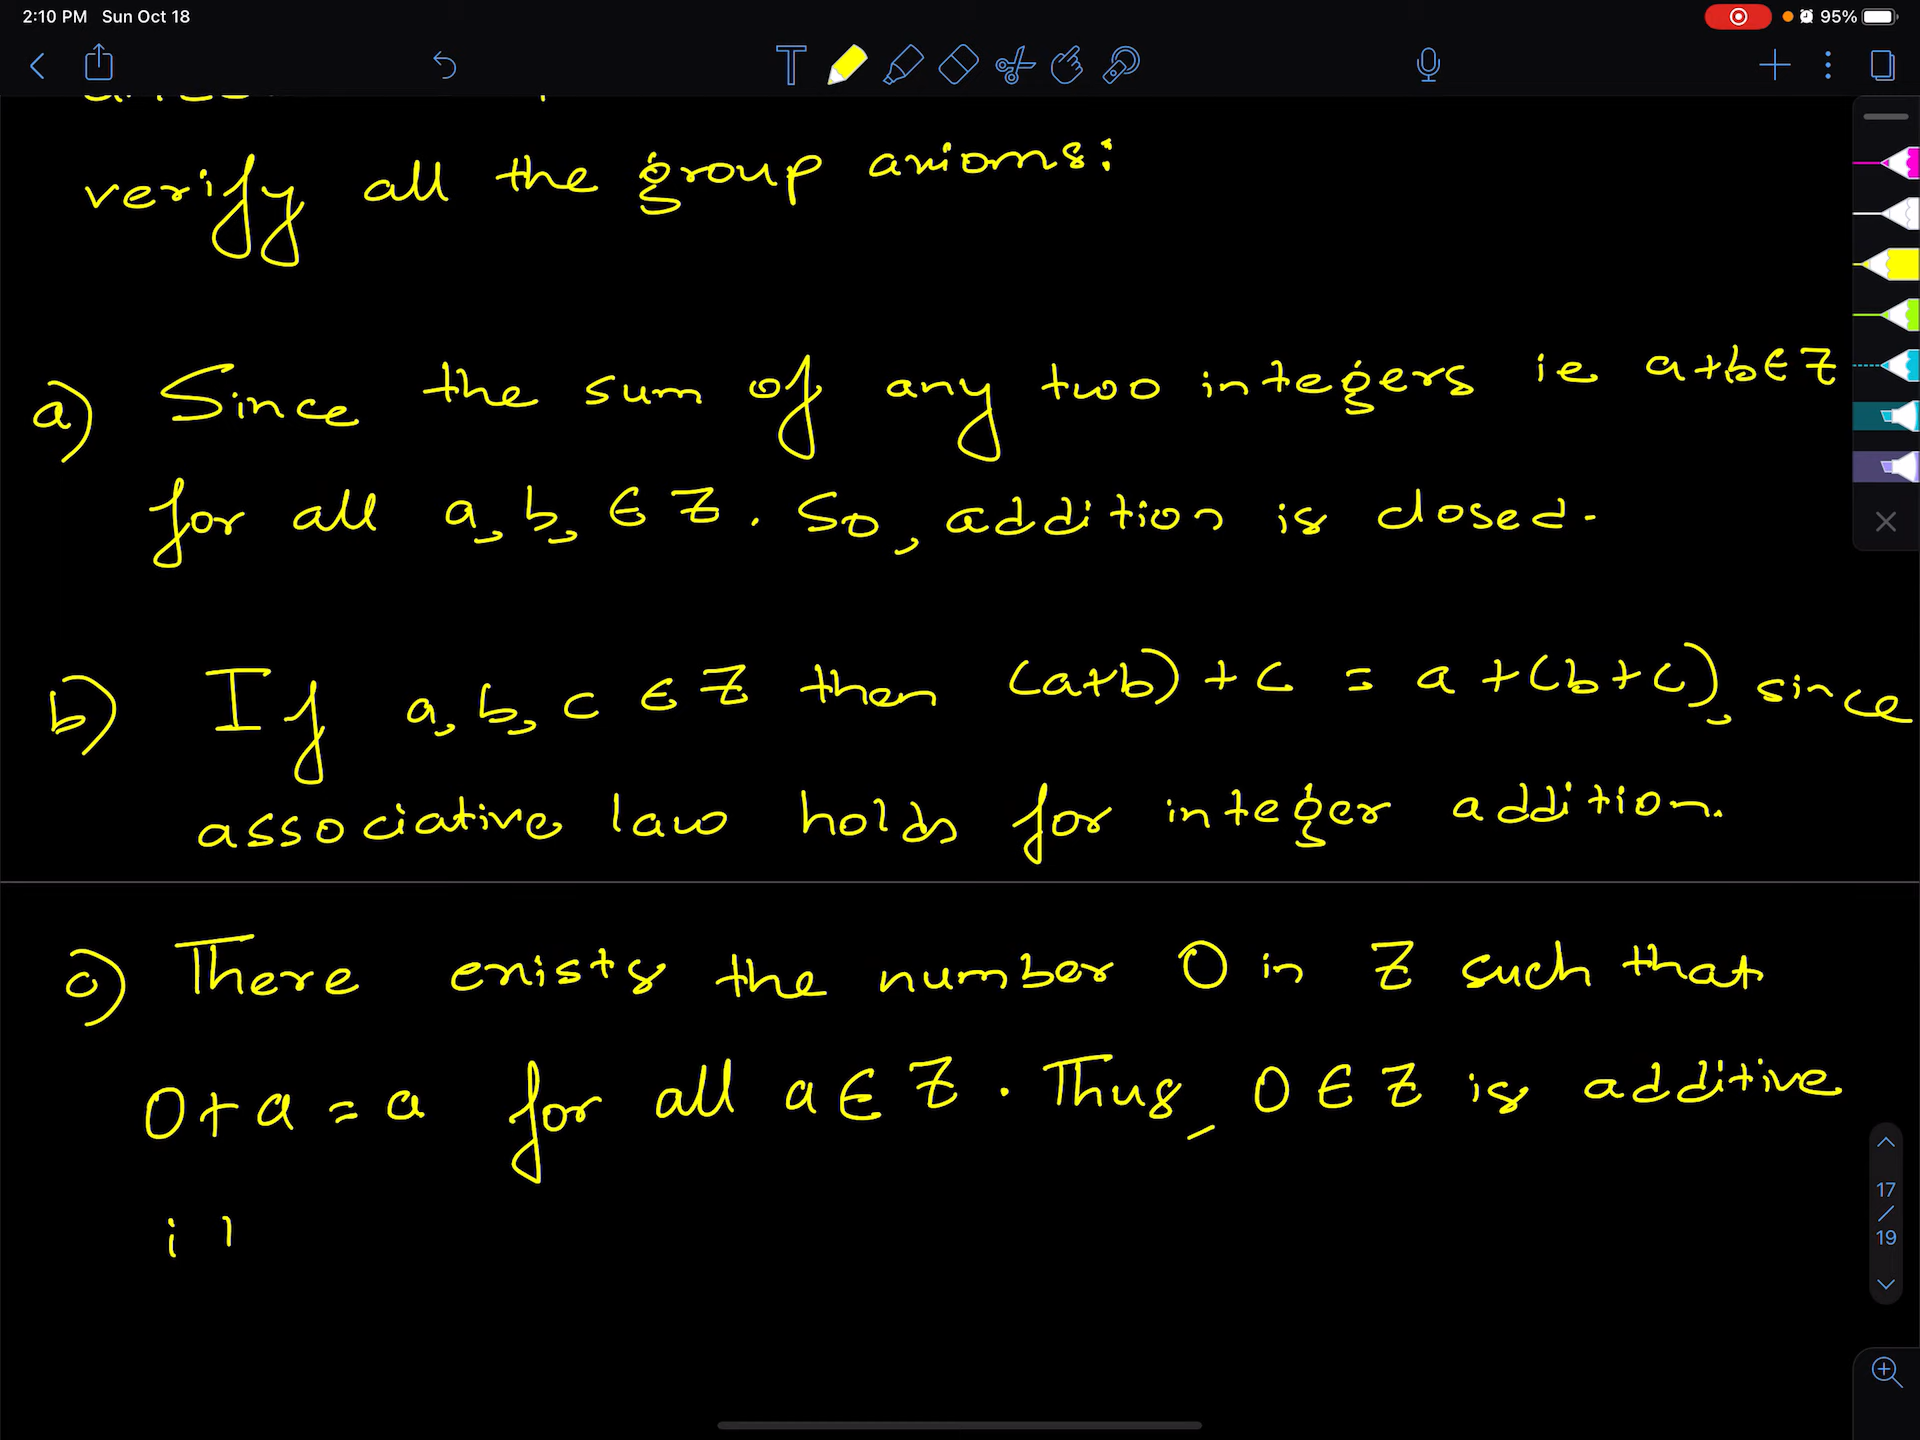 2:10 PM Sun Oct 18
95%
verify all the group axioms:
a) Since the sum of any two integers ie a+b∈Z
for all a, b, ∈ Z. So, addition is closed.
b) If a, b, c ∈ Z then (a+b)+c = a+(b+c), since
associative law holds for integer addition.
c) There exists the number 0 in Z such that
0+a=a for all a∈Z. Thus, 0∈Z is additive
17
/
19